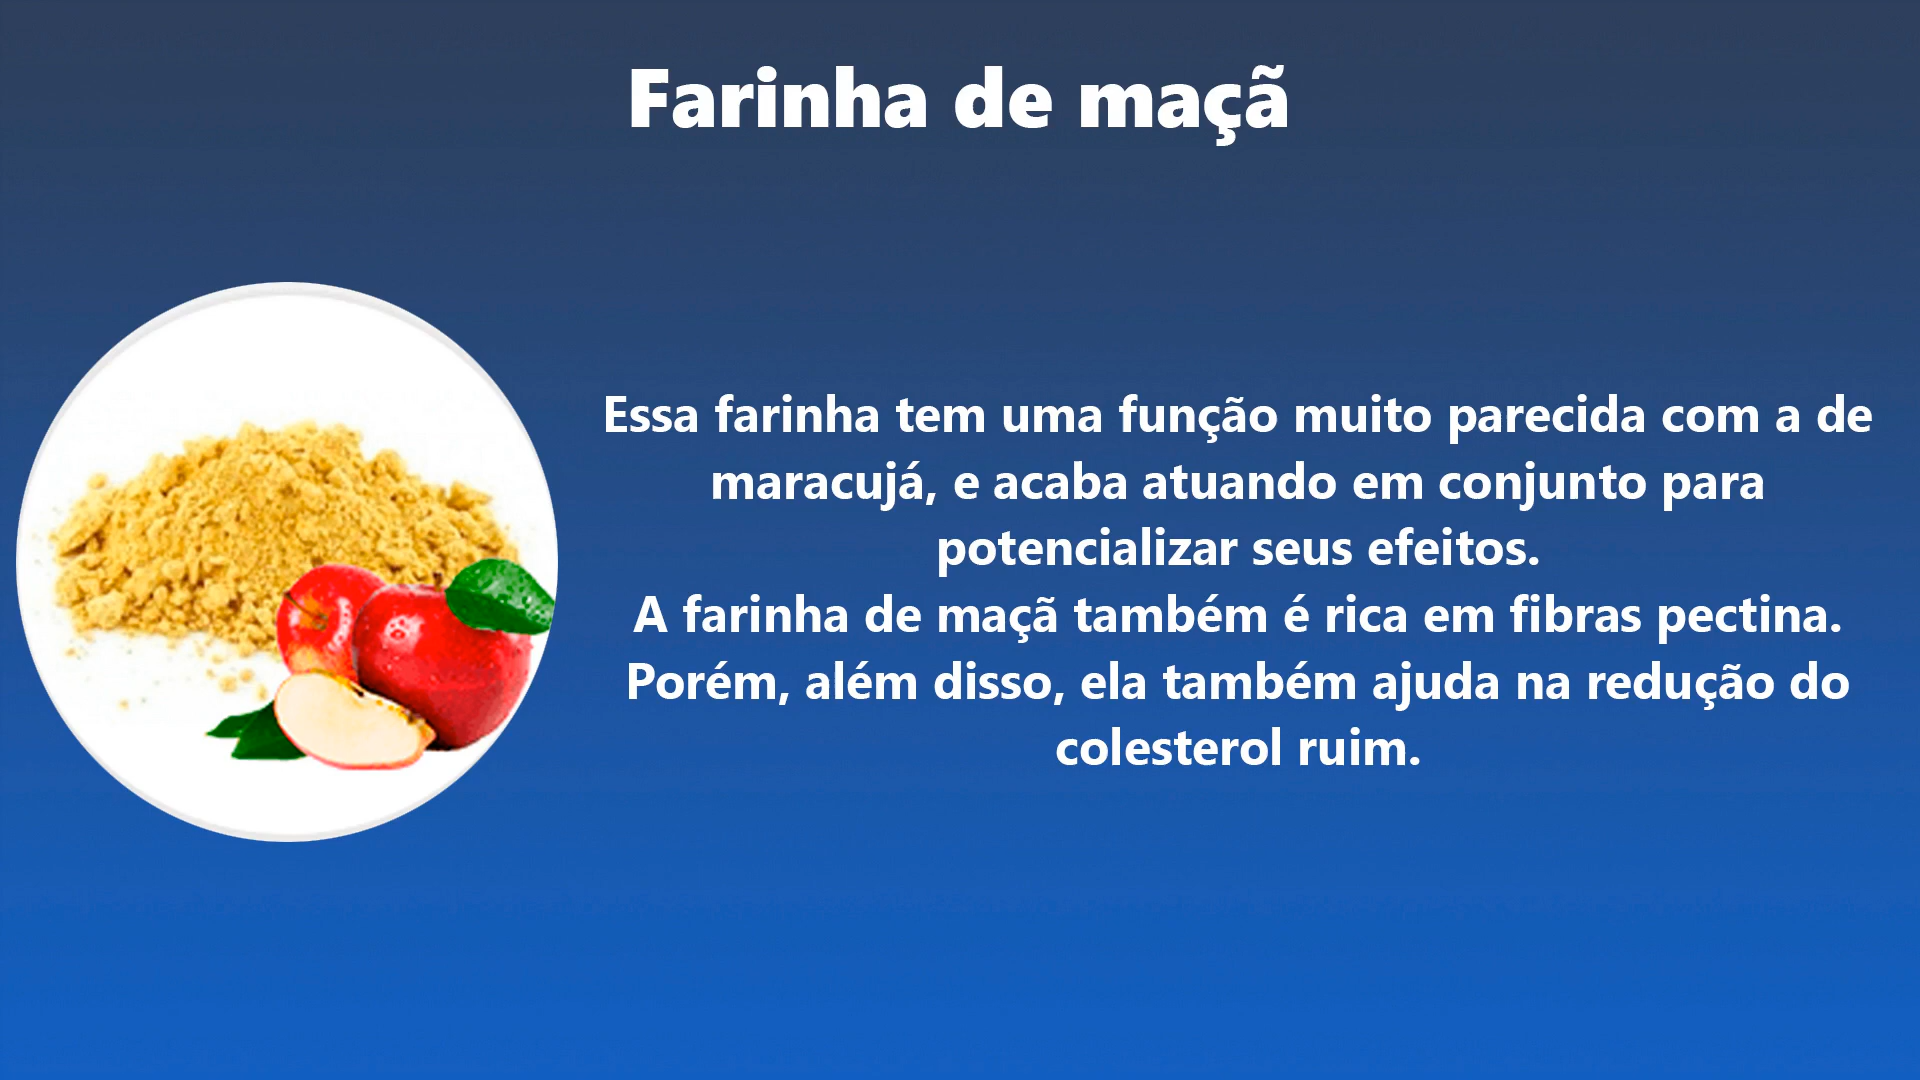 Farinha de maçã
Essa farinha tem uma função muito parecida com a de
maracujá, e acaba atuando em conjunto para
potencializar seus efeitos.
A farinha de maçã também é rica em fibras pectina.
Porém, além disso, ela também ajuda na redução do
colesterol ruim.